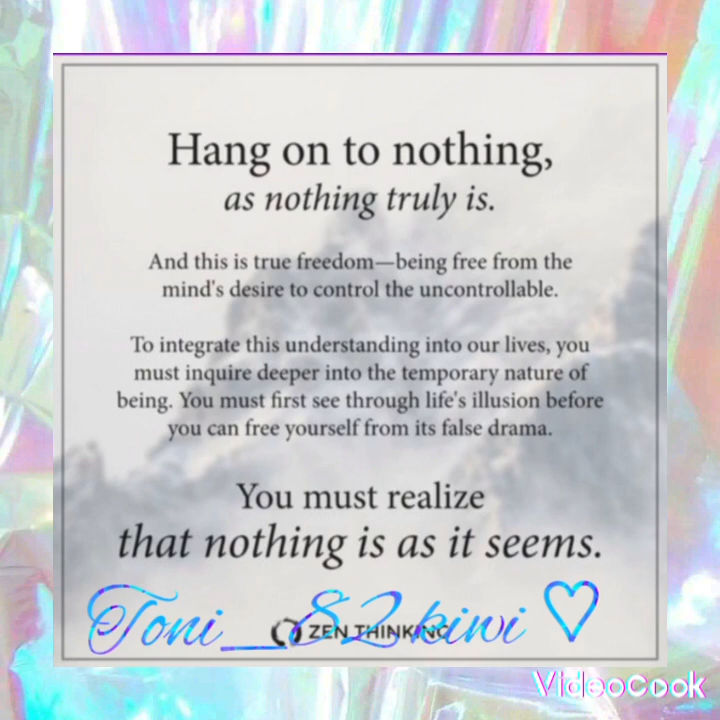 Hang on to nothing,
as nothing truly is.
And this is true freedom—being free from the
mind's desire to control the uncontrollable.
To integrate this understanding into our lives, you
must inquire deeper into the temporary nature of
being. You must first see through life's illusion before
you can free yourself from its false drama.
You must realize
that nothing is as it seems.
Toni_82kiwi♡
ZEN THINKING
VideoCook